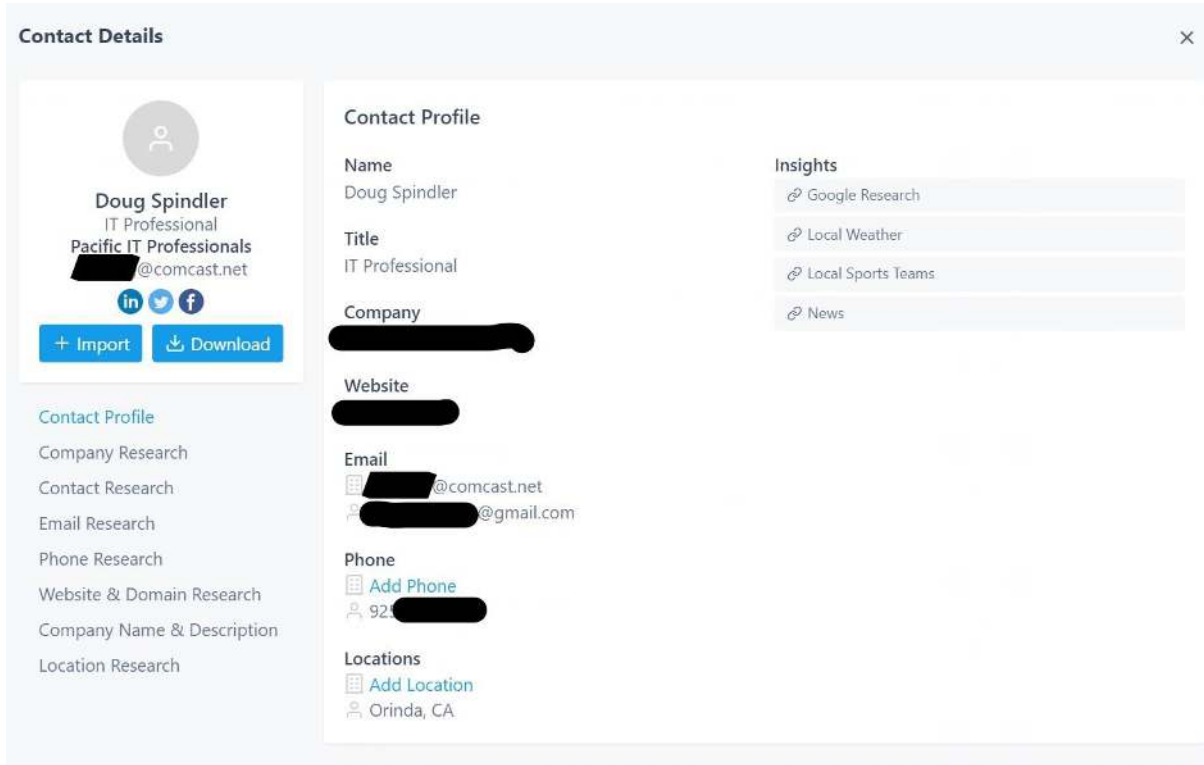 Contact Details
Doug Spindler
IT Professional
Pacific IT Professionals
@comcast.net
in f
+ Import
Download
Contact Profile
Company Research
Contact Research
Email Research
Phone Research
Website & Domain Research
Company Name & Description
Location Research
Contact Profile
Name
Doug Spindler
Title
IT Professional
Company
Website
Email
@comcast.net
@gmail.com
Phone
Add Phone
92
Locations
Add Location
Orinda, CA
Insights
Google Research
Local Weather
Local Sports Teams
News